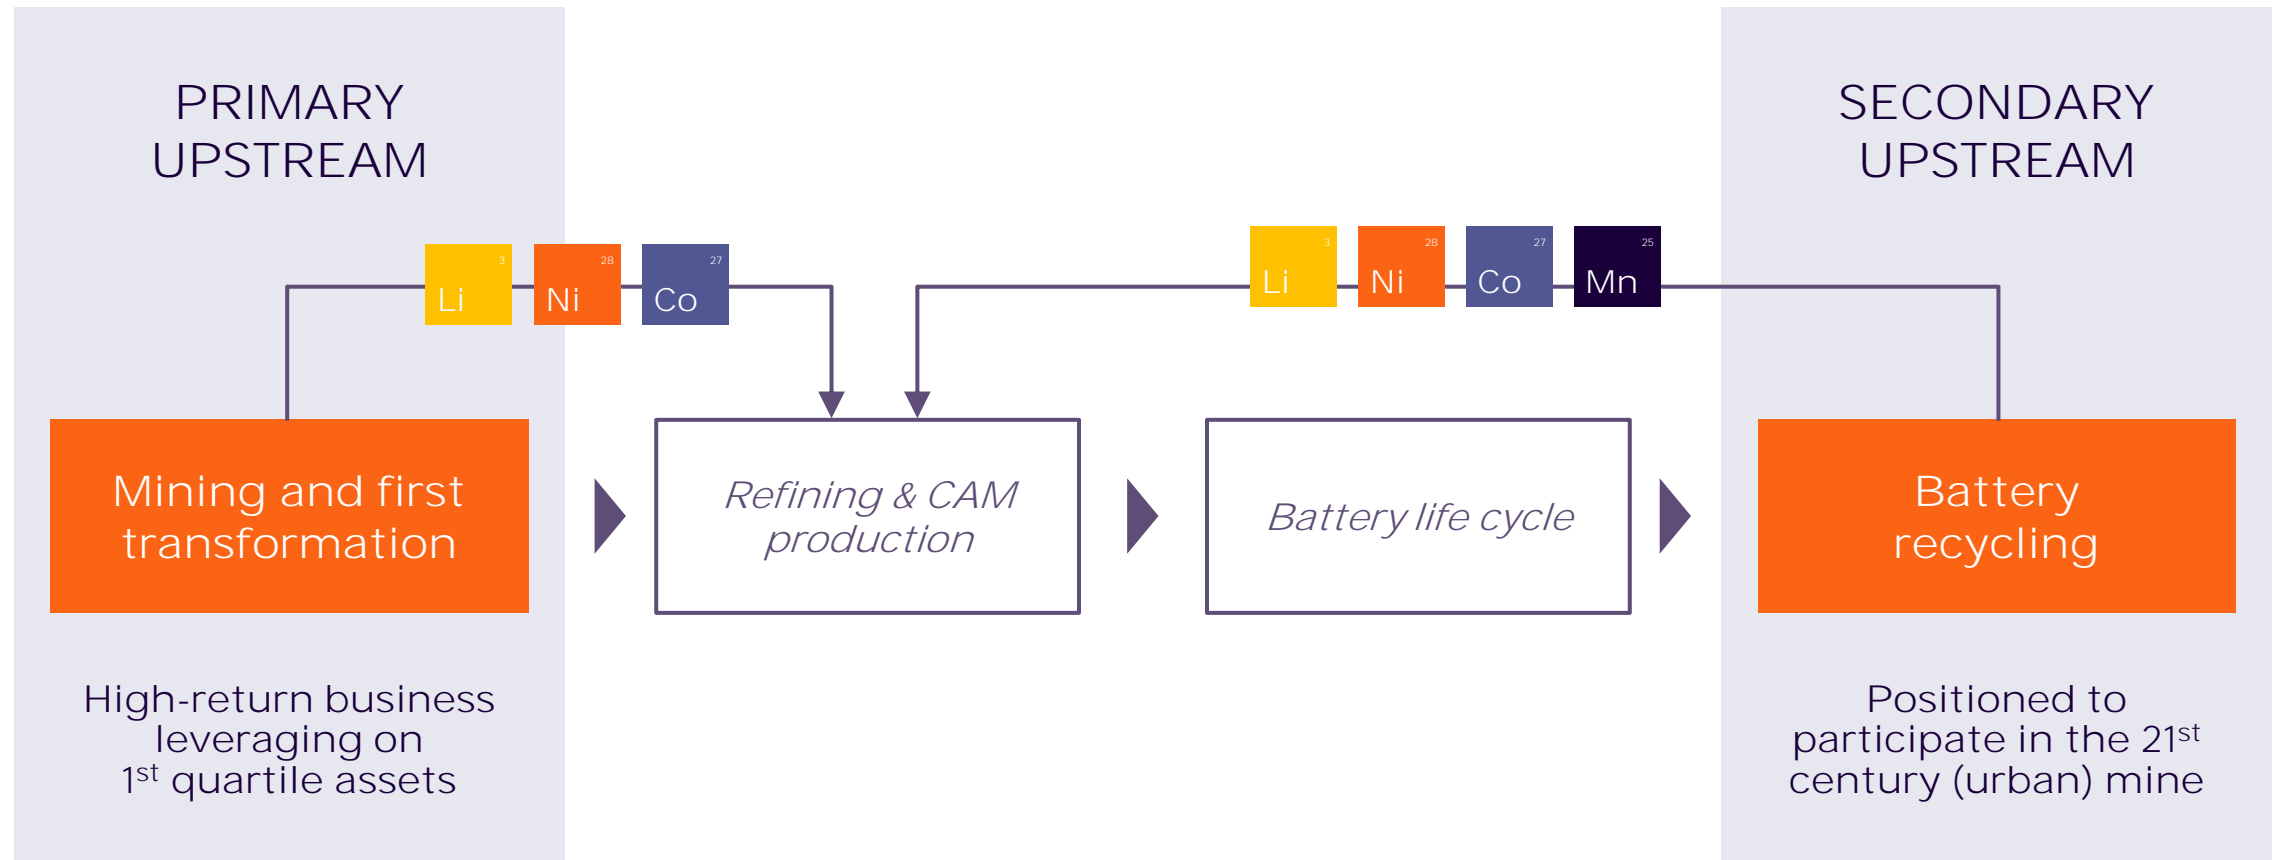 PRIMARY
UPSTREAM
SECONDARY
UPSTREAM
3
Li
28
Ni
27
Co
3
Li
28
Ni
27
Co
25
Mn
Mining and first
transformation
Refining & CAM
production
Battery life cycle
Battery
recycling
High-return business
leveraging on
1st quartile assets
Positioned to
participate in the 21st
century (urban) mine